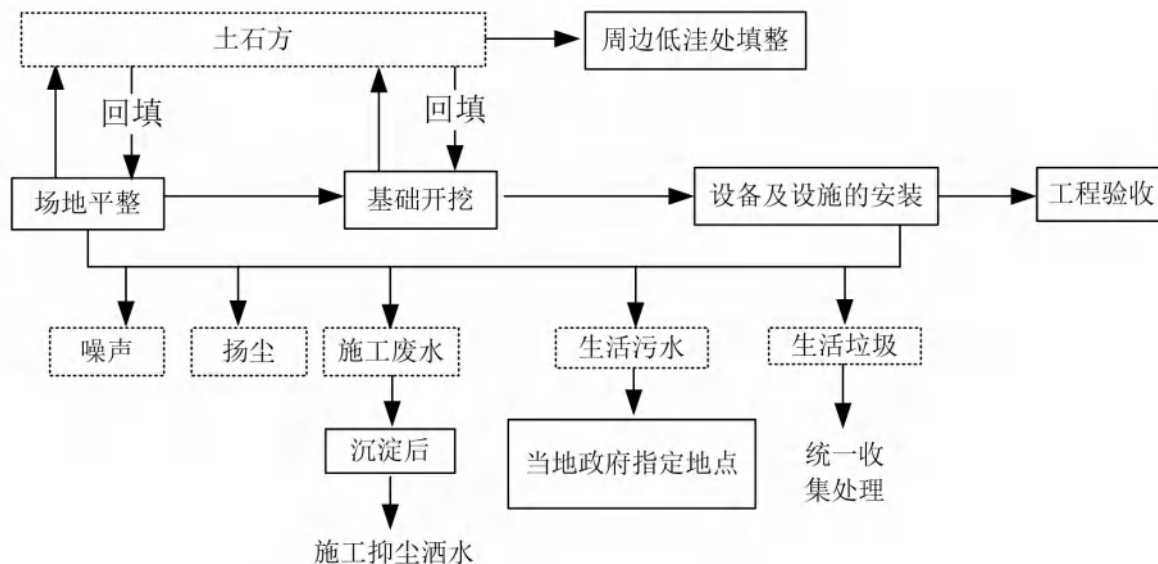 土石方
周边低洼处填整
回填
回填
场地平整
基础开挖
设备及设施的安装
工程验收
噪声
扬尘
施工废水
生活污水
生活垃圾
沉淀后
当地政府指定地点
统一收
集处理
施工抑尘洒水